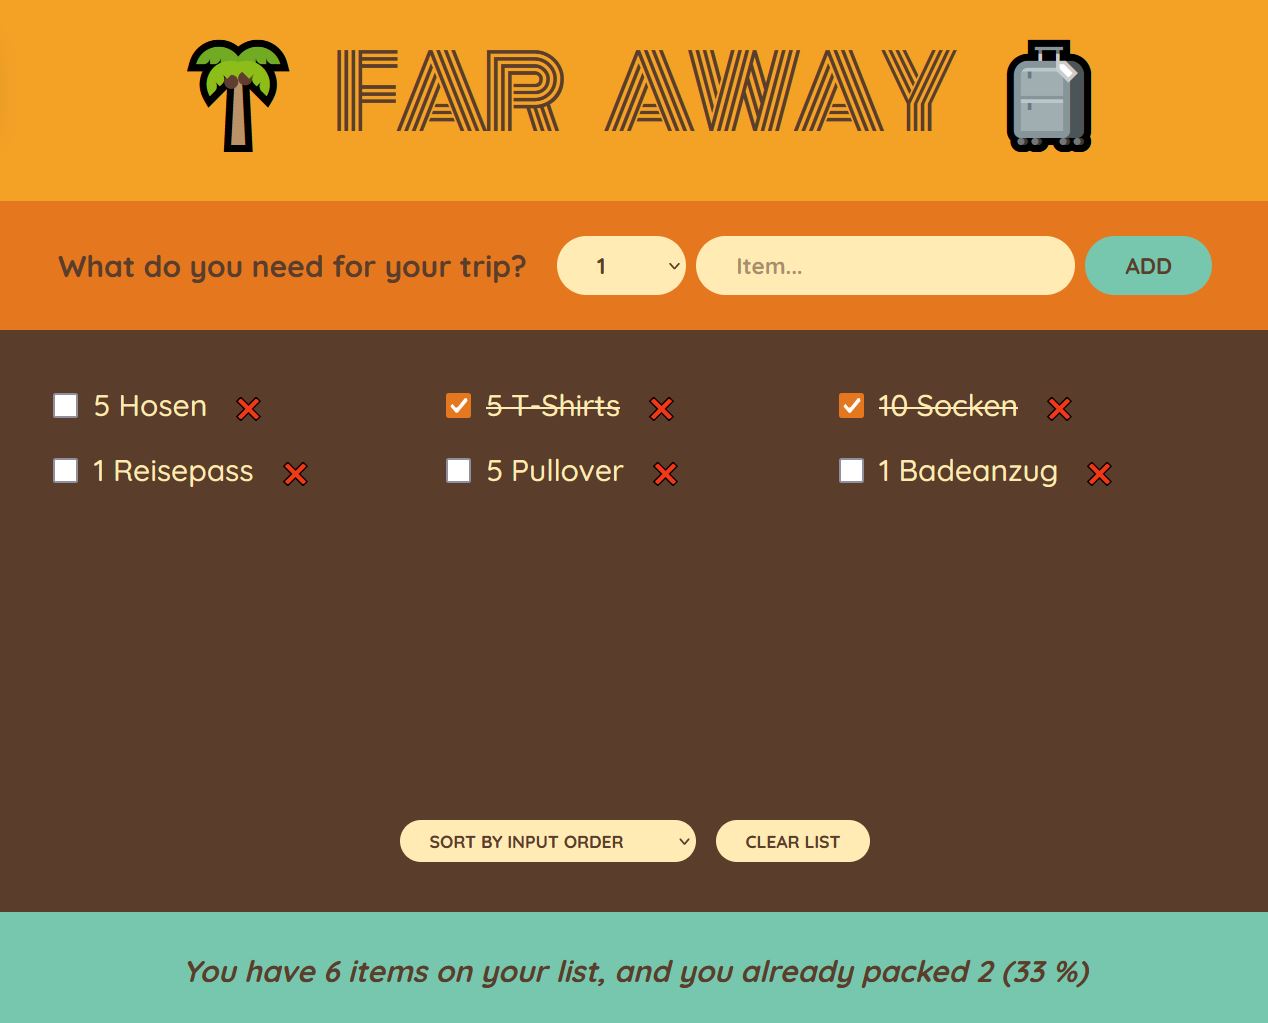 FAR AWAY
What do you need for your trip? 1 Item... ADD
5 Hosen 5 T-Shirts 10 Socken
1 Reisepass 5 Pullover 1 Badeanzug
SORT BY INPUT ORDER CLEAR LIST
You have 6 items on your list, and you already packed 2 (33 %)